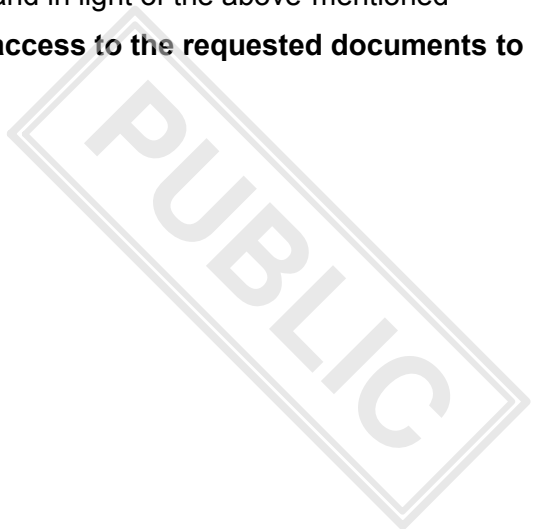 and in light of the above-mentioned
access to the requested documents to
PUBLIC